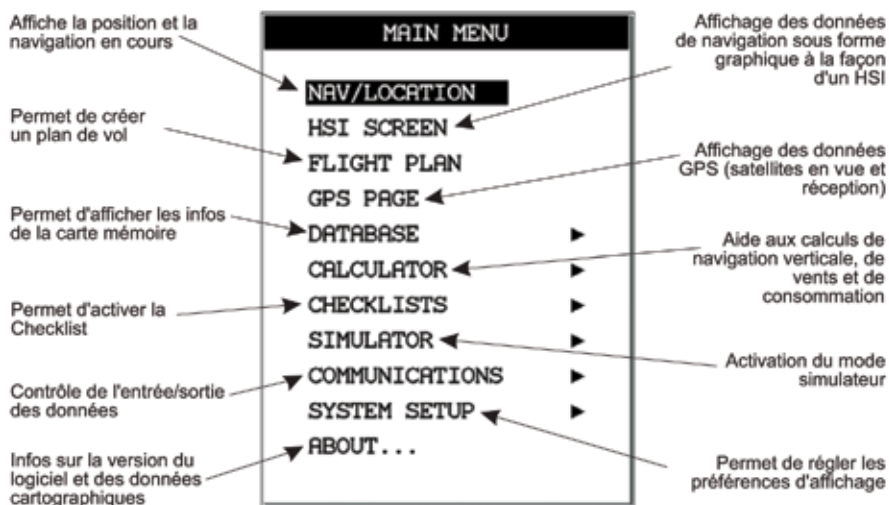 Affiche la position et la
navigation en cours
Permet de créer
un plan de vol
Permet d'afficher les infos
de la carte mémoire
Permet d'activer la
Checklist
Contrôle de l'entrée/sortie
des données
Infos sur la version du
logiciel et des données
cartographiques
MAIN MENU
NAV/LOCATION
HSI SCREEN
FLIGHT PLAN
GPS PAGE
DATABASE
CALCULATOR
CHECKLISTS
SIMULATOR
COMMUNICATIONS
SYSTEM SETUP
ABOUT...
Affichage des données
de navigation sous forme
graphique à la façon
d'un HSI
Affichage des données
GPS (satellites en vue et
réception)
Aide aux calculs de
navigation verticale, de
vents et de
consommation
Activation du mode
simulateur
Permet de régler les
préférences d'affichage